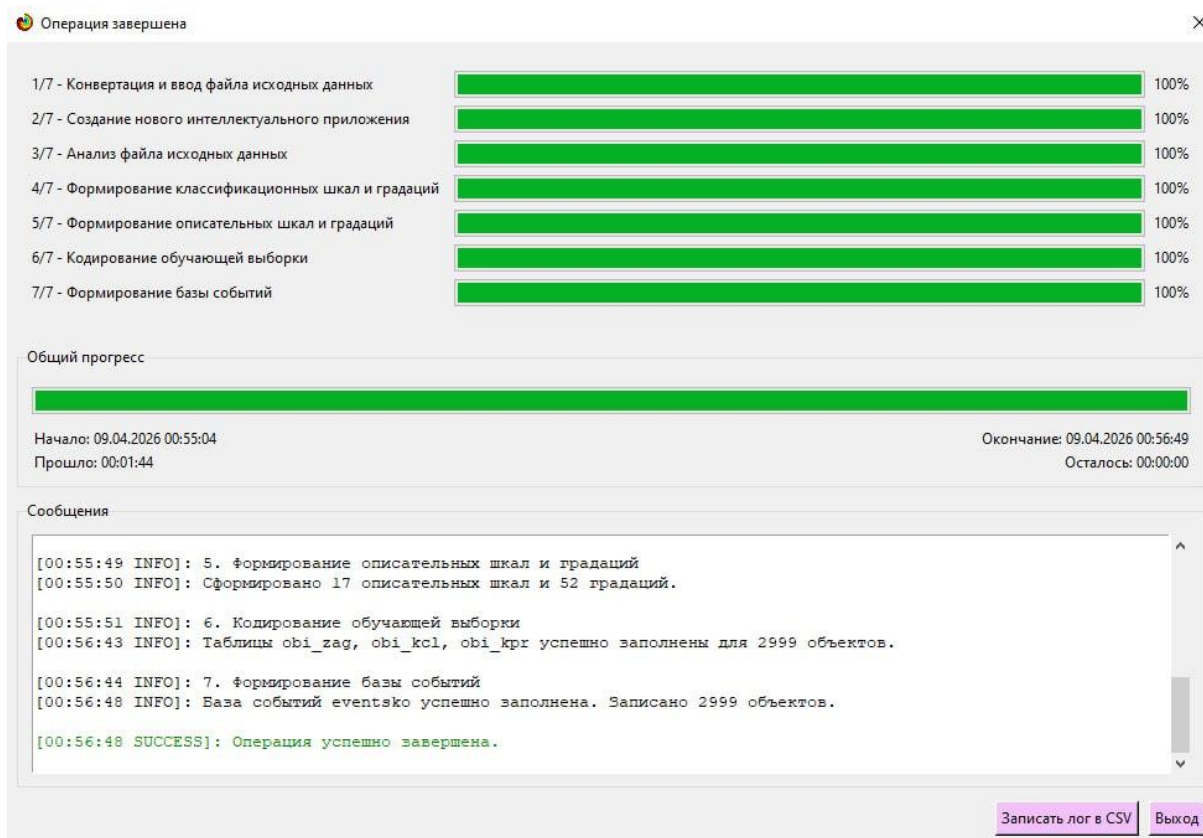 Операция завершена
1/7 - Конвертация и ввод файла исходных данных 100%
2/7 - Создание нового интеллектуального приложения 100%
3/7 - Анализ файла исходных данных 100%
4/7 - Формирование классификационных шкал и градаций 100%
5/7 - Формирование описательных шкал и градаций 100%
6/7 - Кодирование обучающей выборки 100%
7/7 - Формирование базы событий 100%
Общий прогресс
Начало: 09.04.2026 00:55:04 Окончание: 09.04.2026 00:56:49
Прошло: 00:01:44 Осталось: 00:00:00
Сообщения
[00:55:49 INFO]: 5. Формирование описательных шкал и градаций
[00:55:50 INFO]: Сформировано 17 описательных шкал и 52 градаций.
[00:55:51 INFO]: 6. Кодирование обучающей выборки
[00:56:43 INFO]: Таблицы obi_zag, obi_kcl, obi_kpr успешно заполнены для 2999 объектов.
[00:56:44 INFO]: 7. Формирование базы событий
[00:56:48 INFO]: База событий eventsko успешно заполнена. Записано 2999 объектов.
[00:56:48 SUCCESS]: Операция успешно завершена.
Записать лог в CSV Выход